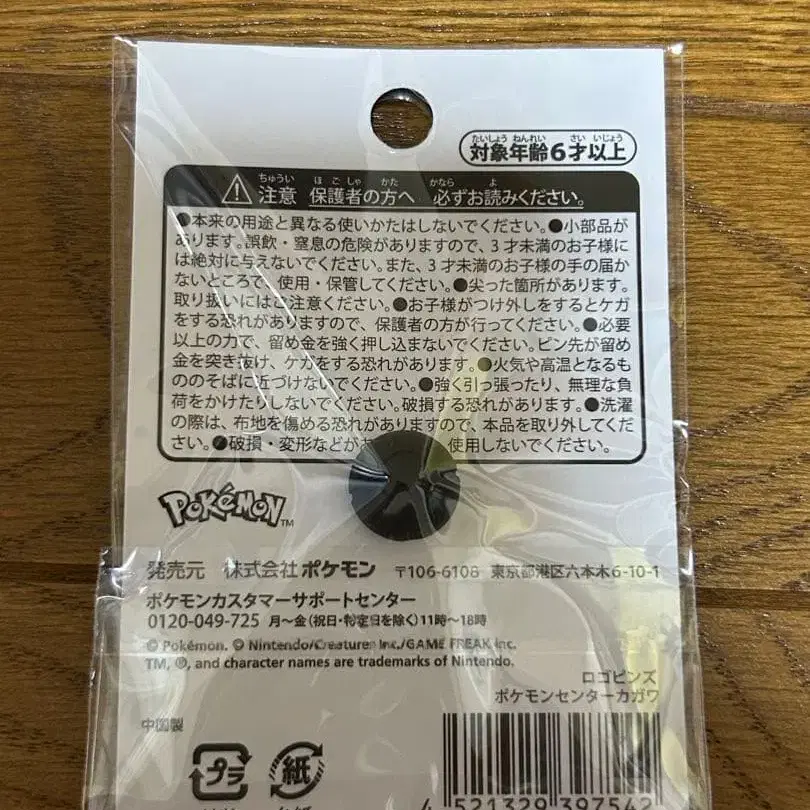 たいしょう ねんれい さい いじょう
対象年齢6才以上
ちゅうい ほごしゃ かた かなら よ
⚠注意 保護者の方へ 必ずお読みください。
●本来の用途と異なる使いかたはしないでください。●小部品が
あります。誤飲・窒息の危険がありますので、3才未満のお子様に
は絶対に与えないでください。また、3才未満のお子様の手の届か
ないところで、使用・保管してください。●尖った箇所があります。
取り扱いにはご注意ください。●お子様がつけ外しをするとケガ
をする恐れがありますので、保護者の方が行ってください。●必要
以上の力で、留め金を強く押し込まないでください。ピン先が留め
金を突き抜け、ケガをする恐れがあります。●火気や高温となるも
ののそばに近づけないでください。●強く引っ張ったり、無理な負
荷をかけたりしないでください。破損する恐れがあります。●洗濯
の際は、布地を傷める恐れがありますので、本品を取り外してくだ
さい。●破損・変形などがあ 使用しないでください。
POKéMON™
発売元 株式会社ポケモン 〒106-6108 東京都港区六本木6-10-1
ポケモンカスタマーサポートセンター
0120-049-725 月〜金(祝日・特定日を除く)11時〜18時
© Pokémon. © Nintendo/Creatures Inc./GAME FREAK inc.
TM, ®, and character names are trademarks of Nintendo.
ロゴピンズ
ポケモンセンターカガワ
中国製
プラ 紙
4 521329 397542